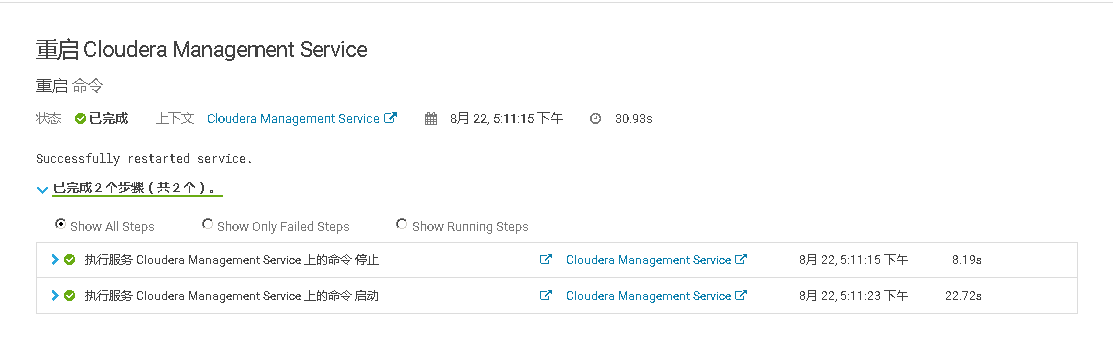 重启 Cloudera Management Service
重启 命令
状态 已完成 上下文 Cloudera Management Service 8月 22, 5:11:15 下午 30.93s
Successfully restarted service.
已完成 2 个步骤（共 2 个）。
Show All Steps Show Only Failed Steps Show Running Steps
执行服务 Cloudera Management Service 上的命令 停止 Cloudera Management Service 8月 22, 5:11:15 下午 8.19s
执行服务 Cloudera Management Service 上的命令 启动 Cloudera Management Service 8月 22, 5:11:23 下午 22.72s